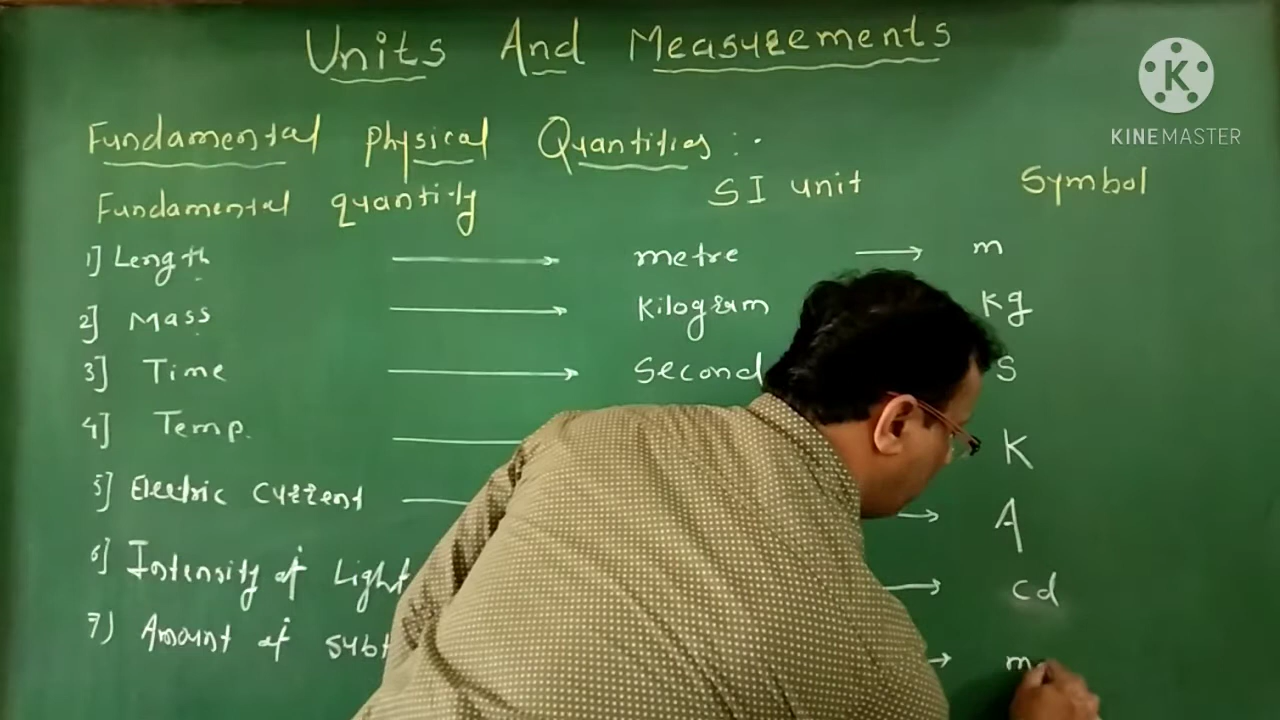 Units And Measurements
KINEMASTER
Fundamental Physical Quantities :-
Fundamental quantity SI unit Symbol
1] Length → metre → m
2] Mass → Kilogram Kg
3] Time → Second S
4] Temp. K
5] Electric Current → A
6] Intensity of Light → cd
7) Amount of → m